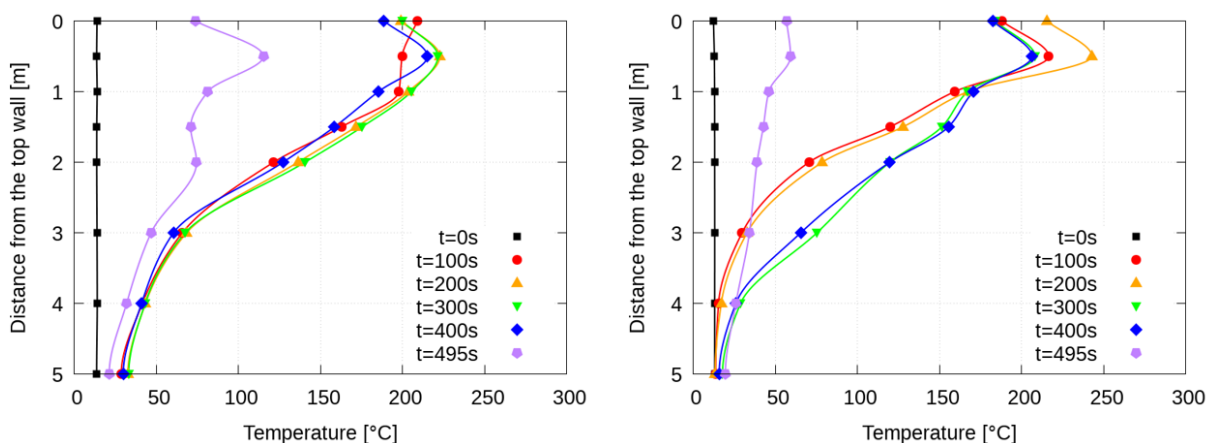 Distance from the top wall [m]
0
1
2
3
4
5
t=0s
t=100s
t=200s
t=300s
t=400s
t=495s
0 50 100 150 200 250 300
Temperature [°C]
Distance from the top wall [m]
0
1
2
3
4
5
t=0s
t=100s
t=200s
t=300s
t=400s
t=495s
0 50 100 150 200 250 300
Temperature [°C]